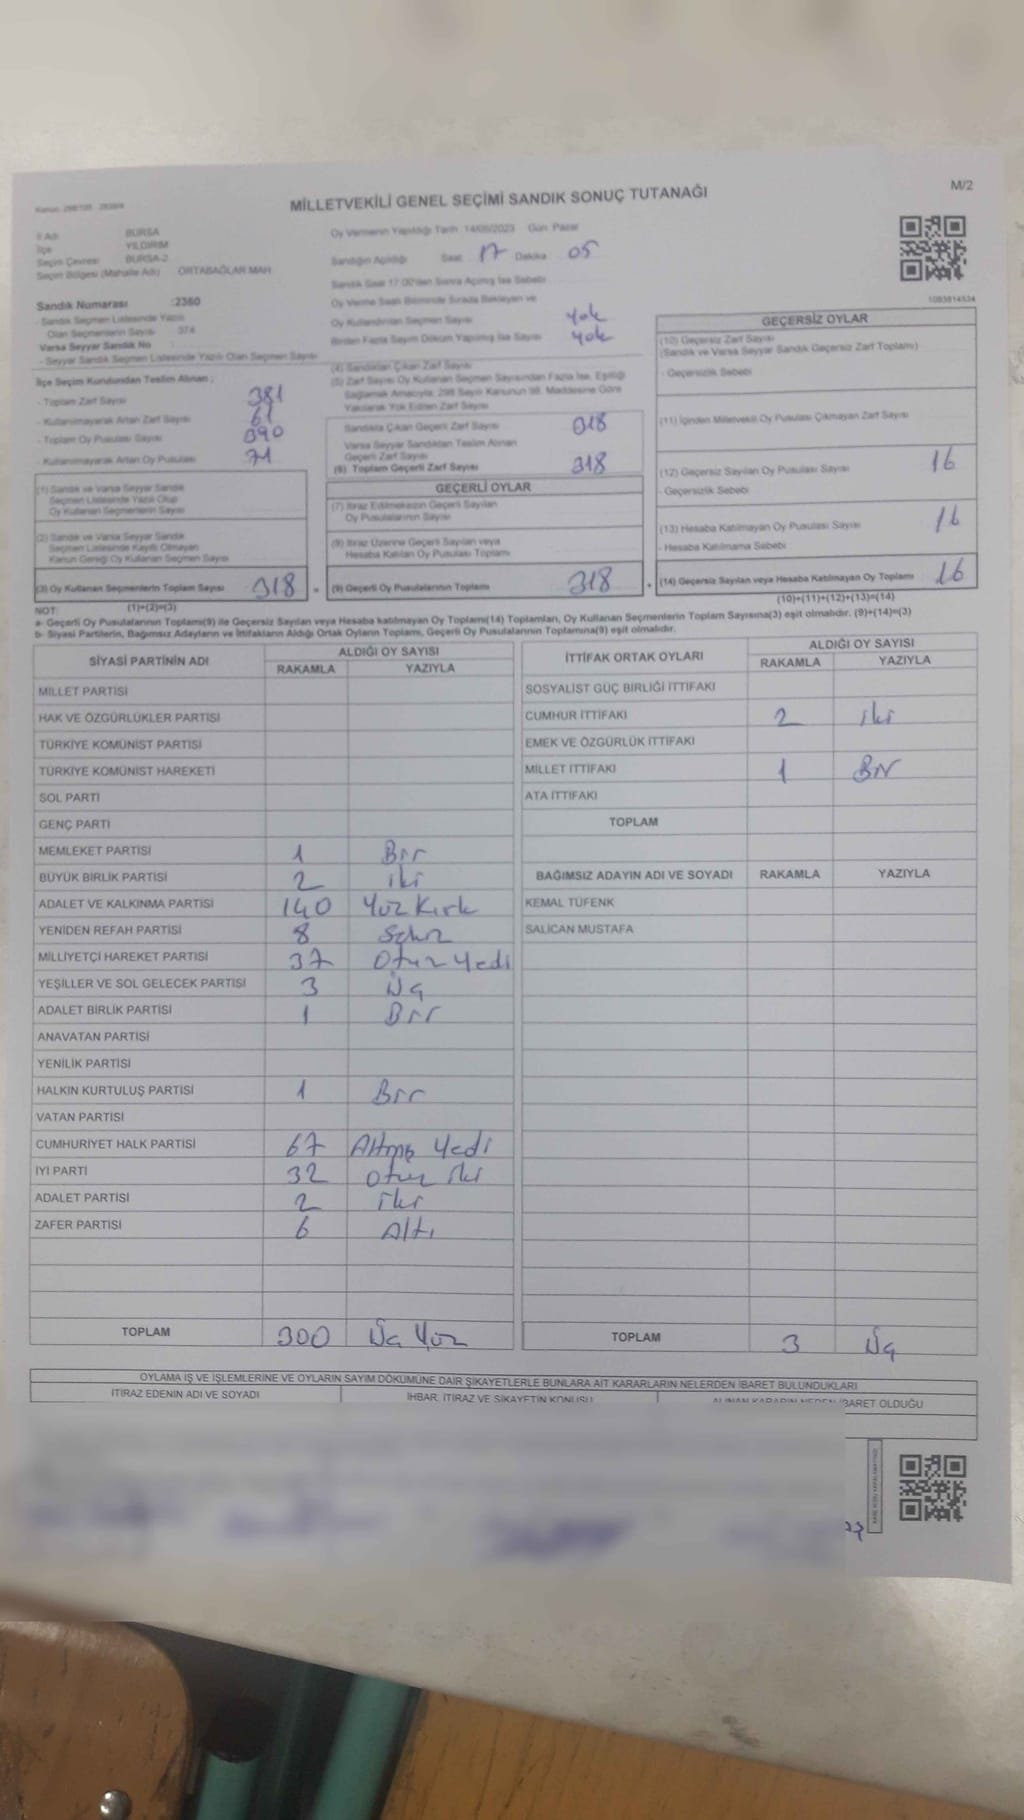 MİLLETVEKİLİ GENEL SEÇİMİ SANDIK SONUÇ TUTANAĞI
M/2
İl Adı BURSA
İlçe YILDIRIM
Seçim Çevresi BURSA-2
Seçim Bölgesi (Mahalle Adı) ORTABAĞLAR MAH.
Sandık Numarası :2360
- Sandık Seçmen Listesinde Yazılı
Olan Seçmenlerin Sayısı 374
Varsa Seyyar Sandık No
- Seyyar Sandık Seçmen Listesinde Yazılı Olan Seçmen Sayısı
Oy Vermenin Yapıldığı Tarih :14/05/2023 Gün: Pazar
Sandığın Açıldığı Saat 17 Dakika 05
Sandık Saat 17:00'den Sonra Açılmış İse Sebebi
Oy Verme Saati Bitiminde Sırada Bekleyen ve
Oy Kullandırılan Seçmen Sayısı yok
Birden Fazla Sayım Döküm Yapılmış İse Sayısı yok
İlçe Seçim Kurulundan Teslim Alınan ;
- Toplam Zarf Sayısı 381
- Kullanılmayarak Artan Zarf Sayısı 61
- Toplam Oy Pusulası Sayısı 390
- Kullanılmayarak Artan Oy Pusulası 71
(4) Sandıktan Çıkan Zarf Sayısı
(5) Zarf Sayısı Oy Kullanan Seçmen Sayısından Fazla İse, Eşitliği
Sağlamak Amacıyla, 298 Sayılı Kanunun 98. Maddesine Göre
Yakılarak Yok Edilen Zarf Sayısı
Sandıkta Çıkan Geçerli Zarf Sayısı 318
Varsa Seyyar Sandıktan Teslim Alınan
Geçerli Zarf Sayısı
(6) Toplam Geçerli Zarf Sayısı 318
(1) Sandık ve Varsa Seyyar Sandık
Seçmen Listesinde Yazılı Olup
Oy Kullanan Seçmenlerin Sayısı
(2) Sandık ve Varsa Seyyar Sandık
Seçmen Listesinde Kayıtlı Olmayan
Kanun Gereği Oy Kullanan Seçmen Sayısı
(3) Oy Kullanan Seçmenlerin Toplam Sayısı 318 =
(1)+(2)=(3)
GEÇERLİ OYLAR
(7) İtiraz Edilmeksizin Geçerli Sayılan
Oy Pusulalarının Sayısı
(8) İtiraz Üzerine Geçerli Sayılan veya
Hesaba Katılan Oy Pusulası Toplamı
(9) Geçerli Oy Pusulalarının Toplamı 318 +
1083914534
GEÇERSİZ OYLAR
(10) Geçersiz Zarf Sayısı
(Sandık ve Varsa Seyyar Sandık Geçersiz Zarf Toplamı)
- Geçersizlik Sebebi
(11) İçinden Milletvekili Oy Pusulası Çıkmayan Zarf Sayısı
(12) Geçersiz Sayılan Oy Pusulası Sayısı 16
- Geçersizlik Sebebi
(13) Hesaba Katılmayan Oy Pusulası Sayısı 16
- Hesaba Katılmama Sebebi
(14) Geçersiz Sayılan veya Hesaba Katılmayan Oy Toplamı 16
(10)+(11)+(12)+(13)=(14)
NOT:
a- Geçerli Oy Pusulalarının Toplamı(9) ile Geçersiz Sayılan veya Hesaba katılmayan Oy Toplamı(14) Toplamları, Oy Kullanan Seçmenlerin Toplam Sayısına(3) eşit olmalıdır. (9)+(14)=(3)
b- Siyasi Partilerin, Bağımsız Adayların ve İttifakların Aldığı Ortak Oyların Toplamı, Geçerli Oy Pusulalarının Toplamına(9) eşit olmalıdır.
SİYASİ PARTİNİN ADI ALDIĞI OY SAYISI
RAKAMLA YAZIYLA
MİLLET PARTİSİ
HAK VE ÖZGÜRLÜKLER PARTİSİ
TÜRKİYE KOMÜNİST PARTİSİ
TÜRKİYE KOMÜNİST HAREKETİ
SOL PARTİ
GENÇ PARTİ
MEMLEKET PARTİSİ 1 Bir
BÜYÜK BİRLİK PARTİSİ 2 iki
ADALET VE KALKINMA PARTİSİ 140 Yüz Kırk
YENİDEN REFAH PARTİSİ 8 Sekiz
MİLLİYETÇİ HAREKET PARTİSİ 37 Otuz Yedi
YEŞİLLER VE SOL GELECEK PARTİSİ 3 Üç
ADALET BİRLİK PARTİSİ 1 Bir
ANAVATAN PARTİSİ
YENİLİK PARTİSİ
HALKIN KURTULUŞ PARTİSİ 1 Bir
VATAN PARTİSİ
CUMHURİYET HALK PARTİSİ 67 Altmış Yedi
İYİ PARTİ 32 Otuz iki
ADALET PARTİSİ 2 iki
ZAFER PARTİSİ 6 Altı
TOPLAM 300 Üç Yüz
İTTİFAK ORTAK OYLARI ALDIĞI OY SAYISI
RAKAMLA YAZIYLA
SOSYALİST GÜÇ BİRLİĞİ İTTİFAKI
CUMHUR İTTİFAKI 2 iki
EMEK VE ÖZGÜRLÜK İTTİFAKI
MİLLET İTTİFAKI 1 Bir
ATA İTTİFAKI
TOPLAM
BAĞIMSIZ ADAYIN ADI VE SOYADI RAKAMLA YAZIYLA
KEMAL TÜFENK
SALİCAN MUSTAFA
TOPLAM 3 Üç
OYLAMA İŞ VE İŞLEMLERİNE VE OYLARIN SAYIM DÖKÜMÜNE DAİR ŞİKAYETLERLE BUNLARA AİT KARARLARIN NELERDEN İBARET BULUNDUKLARI
İTİRAZ EDENİN ADI VE SOYADI İHBAR, İTİRAZ VE ŞİKAYETİN KONUSU ALINAN KARARIN NEDEN İBARET OLDUĞU